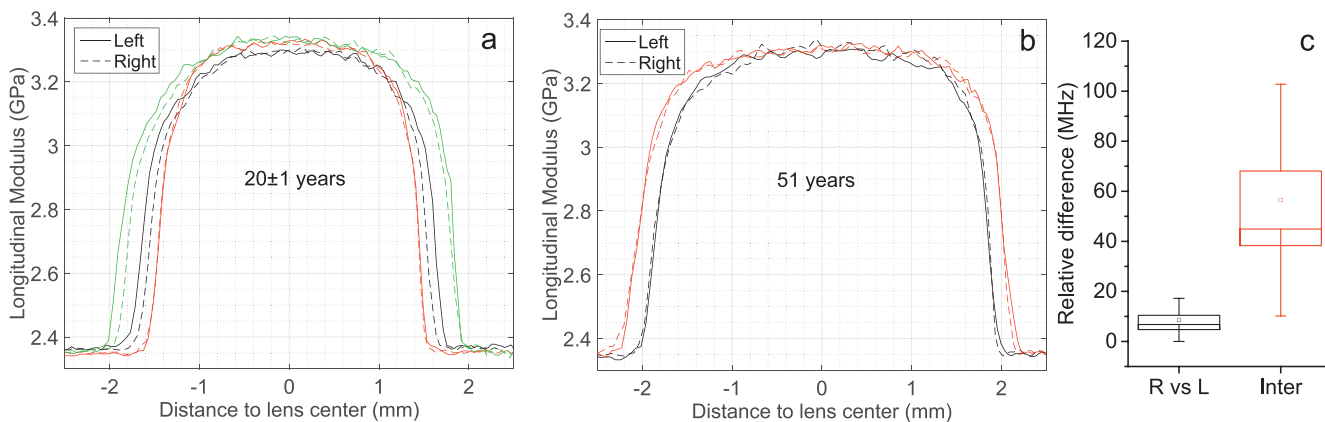 a
Left
Right
20±1 years
Longitudinal Modulus (GPa)
3.4
3.2
3
2.8
2.6
2.4
-2
-1
0
1
2
Distance to lens center (mm)
b
Left
Right
51 years
Longitudinal Modulus (GPa)
3.4
3.2
3
2.8
2.6
2.4
-2
-1
0
1
2
Distance to lens center (mm)
c
Relative difference (MHz)
120
100
80
60
40
20
0
R vs L
Inter